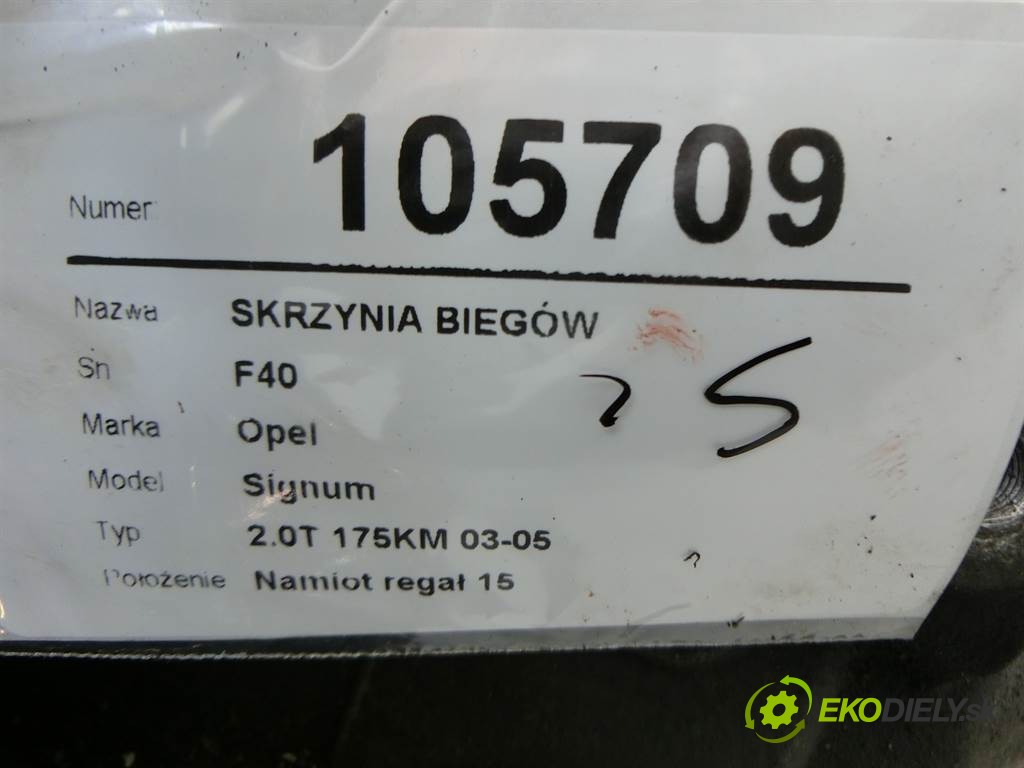 Numer 105709
Nazwa SKRZYNIA BIEGÓW
Sn F40
Marka Opel
Model Signum
Typ 2.0T 175KM 03-05
Położenie Namiot regał 15
EKODIELY.sk